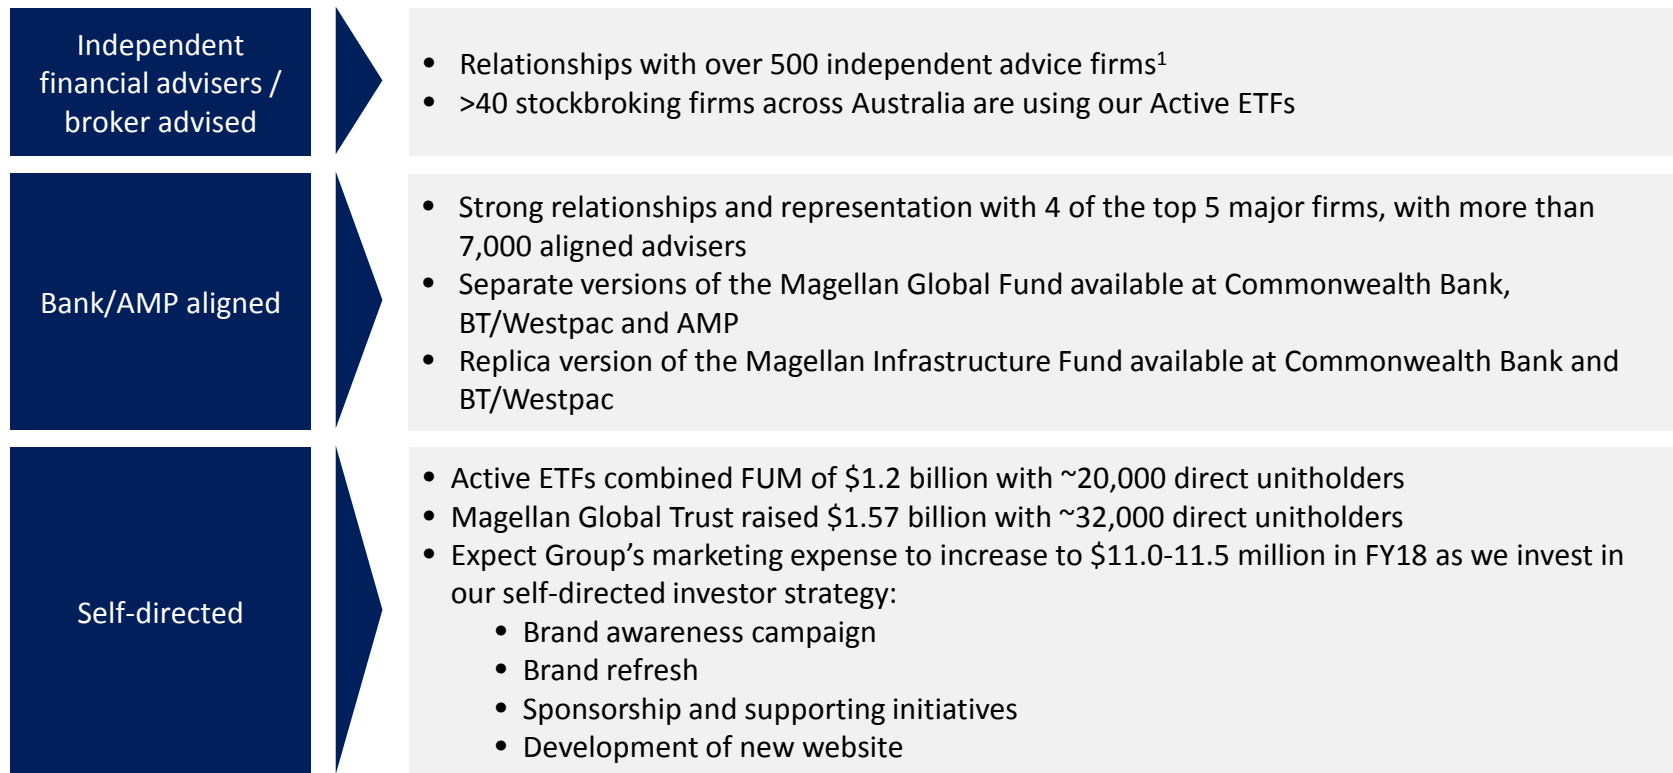 Independent
financial advisers /
broker advised
• Relationships with over 500 independent advice firms¹
• >40 stockbroking firms across Australia are using our Active ETFs
Bank/AMP aligned
• Strong relationships and representation with 4 of the top 5 major firms, with more than
7,000 aligned advisers
• Separate versions of the Magellan Global Fund available at Commonwealth Bank,
BT/Westpac and AMP
• Replica version of the Magellan Infrastructure Fund available at Commonwealth Bank and
BT/Westpac
Self-directed
• Active ETFs combined FUM of $1.2 billion with ~20,000 direct unitholders
• Magellan Global Trust raised $1.57 billion with ~32,000 direct unitholders
• Expect Group’s marketing expense to increase to $11.0-11.5 million in FY18 as we invest in
our self-directed investor strategy:
• Brand awareness campaign
• Brand refresh
• Sponsorship and supporting initiatives
• Development of new website